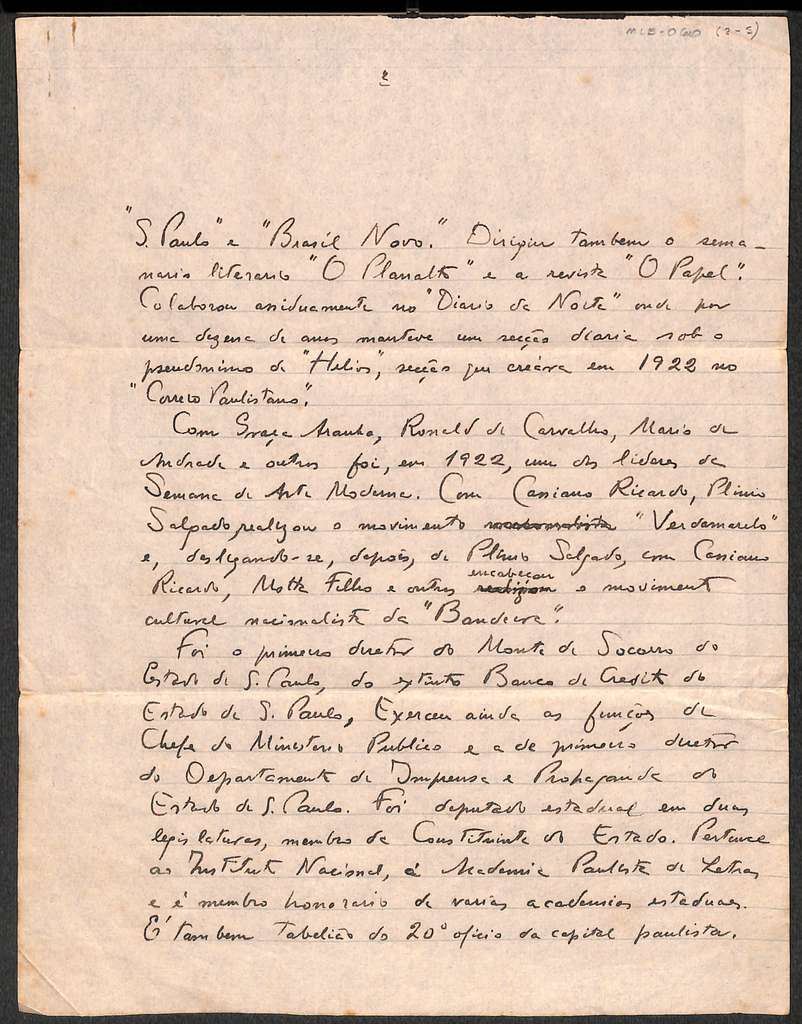 MLB-0 (2-3)
2
"S. Paulo" e "Brasil Novo." Dirigiu tambem o sema-
nario literario "O Planalto" e a revista "O Papel".
Colaborou assiduamente no "Diario da Noite" onde por
uma dezena de anos manteve um secção diaria sob o
pseudonimo de "Helios", secção que creára em 1922 no
"Correio Paulistano".
Com Graça Aranha, Ronald de Carvalho, Mario de
Andrade e outros foi, em 1922, um dos lideres da
Semana de Arte Moderna. Com Cassiano Ricardo, Plinio
Salgado, realizou o movimento "Verdamarelo"
e, desligando-se, depois, de Plinio Salgado, com Cassiano
encabeçou
Ricardo, Motta Filho e outros realizou o movimento
cultural nacionalista da "Bandeira".
Foi o primeiro diretor do Monte de Socorro do
Estado de S. Paulo, do extinto Banco de Credito do
Estado de S. Paulo, Exerceu ainda as funções de
Chefe do Ministerio Publico e a de primeiro diretor
do Departamento de Imprensa e Propaganda do
Estado de S. Paulo. Foi deputado estadual em duas
legislaturas, membro da Constituinte do Estado. Pertence
ao Instituto Nacional, á Academia Paulista de Letras
e é membro honorario de varias academias estaduaes.
É tambem tabelião do 20º oficio da capital paulista.